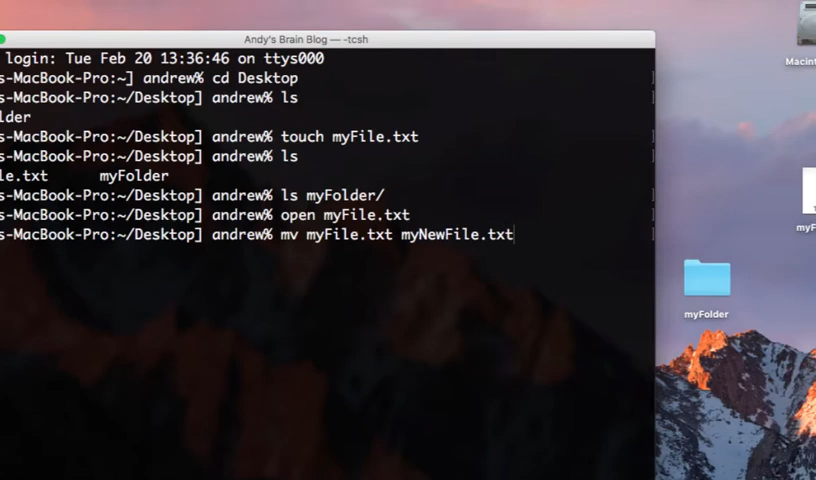 Andy's Brain Blog — -tcsh
login: Tue Feb 20 13:36:46 on ttys000
s-MacBook-Pro:~] andrew% cd Desktop
s-MacBook-Pro:~/Desktop] andrew% ls
lder
s-MacBook-Pro:~/Desktop] andrew% touch myFile.txt
s-MacBook-Pro:~/Desktop] andrew% ls
le.txt myFolder
s-MacBook-Pro:~/Desktop] andrew% ls myFolder/
s-MacBook-Pro:~/Desktop] andrew% open myFile.txt
s-MacBook-Pro:~/Desktop] andrew% mv myFile.txt myNewFile.txt
Macint
myF
myFolder